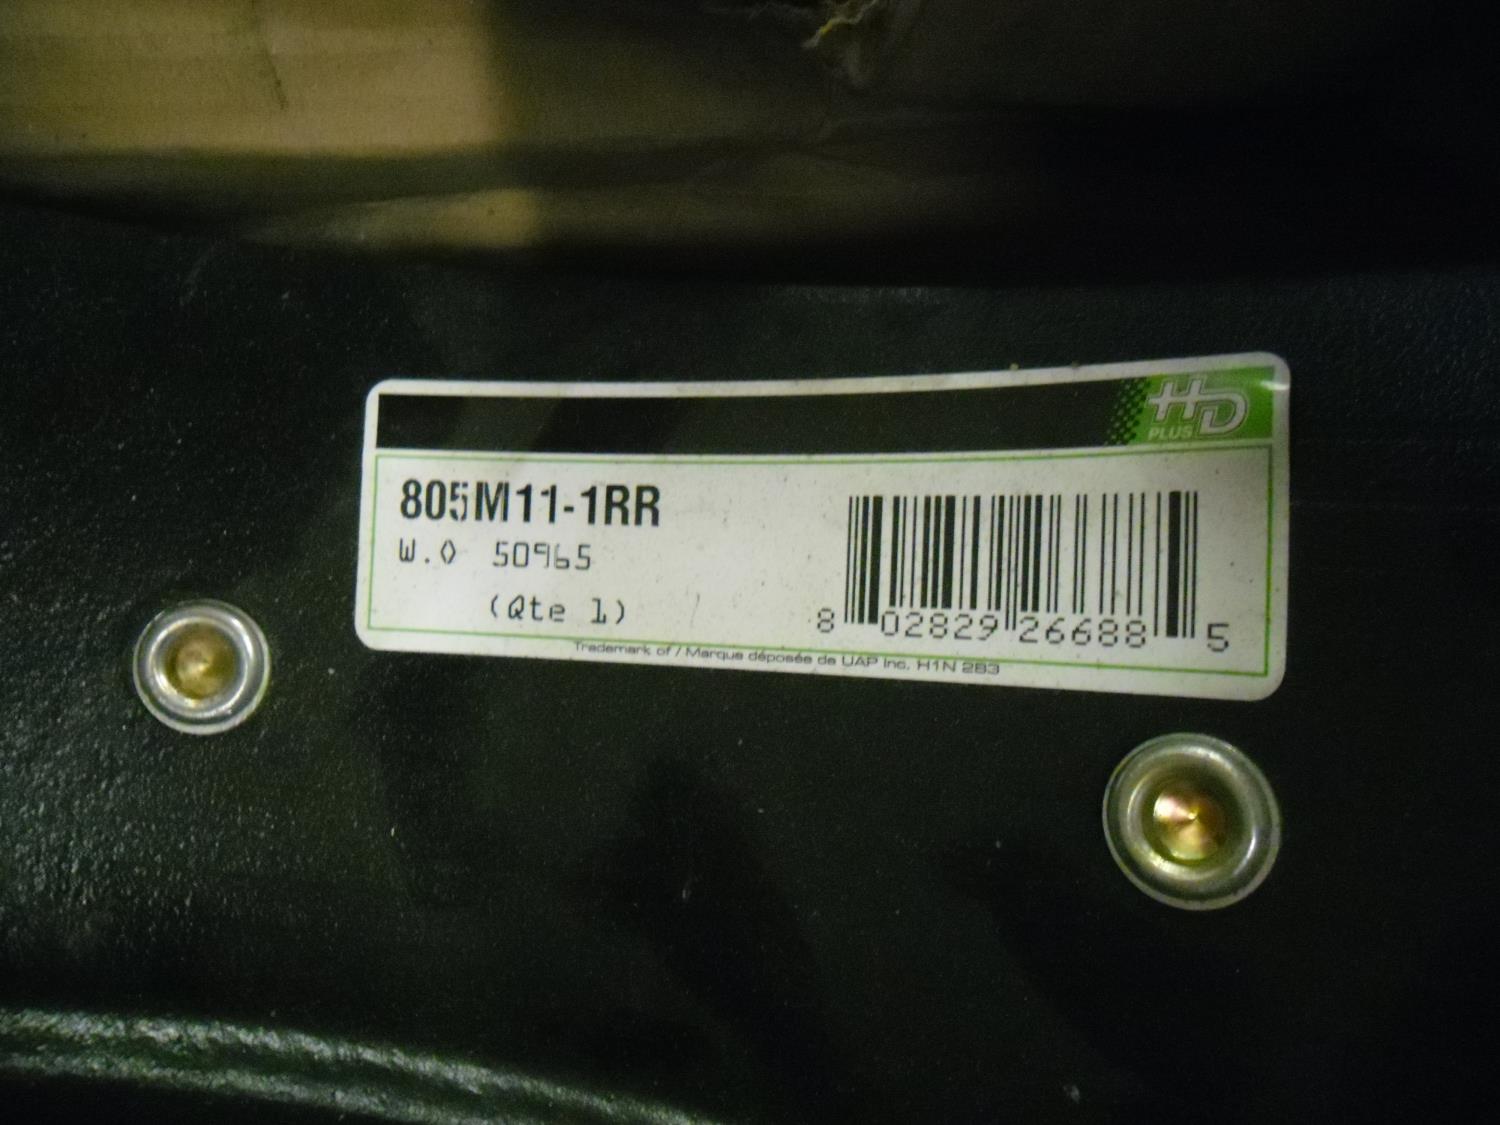 HD
PLUS
805M11-1RR
W.O 50965
(Qte 1)
8 02829 26688 5
Trademark of / Marque déposée de UAP Inc. H1N 2B3